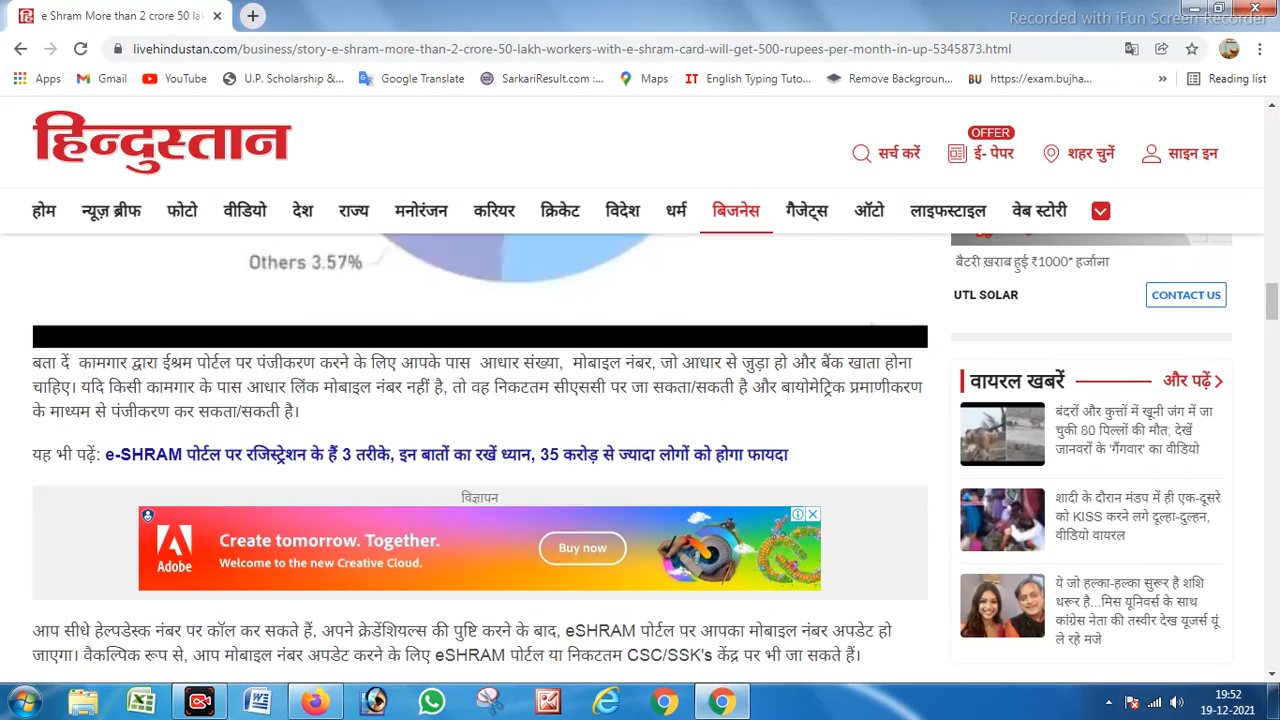 e Shram More than 2 crore 50 lak
Recorded with iFun Screen Recorder
livehindustan.com/business/story-e-shram-more-than-2-crore-50-lakh-workers-with-e-shram-card-will-get-500-rupees-per-month-in-up-5345873.html
Apps Gmail YouTube U.P. Scholarship &... Google Translate SarkariResult.com :... Maps IT English Typing Tuto... Remove Backgroun... BU https://exam.bujha... » Reading list
हिन्दुस्तान
OFFER
सर्च करें ई- पेपर शहर चुनें साइन इन
होम न्यूज़ ब्रीफ फोटो वीडियो देश राज्य मनोरंजन करियर क्रिकेट विदेश धर्म बिजनेस गैजेट्स ऑटो लाइफस्टाइल वेब स्टोरी
Others 3.57%
बता दें कामगार द्वारा ईश्रम पोर्टल पर पंजीकरण करने के लिए आपके पास आधार संख्या, मोबाइल नंबर, जो आधार से जुड़ा हो और बैंक खाता होना
चाहिए। यदि किसी कामगार के पास आधार लिंक मोबाइल नंबर नहीं है, तो वह निकटतम सीएससी पर जा सकता/सकती है और बायोमेट्रिक प्रमाणीकरण
के माध्यम से पंजीकरण कर सकता/सकती है।
यह भी पढ़ें: e-SHRAM पोर्टल पर रजिस्ट्रेशन के हैं 3 तरीके, इन बातों का रखें ध्यान, 35 करोड़ से ज्यादा लोगों को होगा फायदा
विज्ञापन
Adobe
Create tomorrow. Together.
Welcome to the new Creative Cloud.
Buy now
आप सीधे हेल्पडेस्क नंबर पर कॉल कर सकते हैं, अपने क्रेडेंशियल्स की पुष्टि करने के बाद, eSHRAM पोर्टल पर आपका मोबाइल नंबर अपडेट हो
जाएगा। वैकल्पिक रूप से, आप मोबाइल नंबर अपडेट करने के लिए eSHRAM पोर्टल या निकटतम CSC/SSK's केंद्र पर भी जा सकते हैं।
बैटरी ख़राब हुई ₹1000* हर्जाना
UTL SOLAR
CONTACT US
वायरल खबरें
और पढ़ें
बंदरों और कुत्तों में खूनी जंग में जा
चुकी 80 पिल्लों की मौत; देखें
जानवरों के 'गैंगवार' का वीडियो
शादी के दौरान मंडप में ही एक-दूसरे
को KISS करने लगे दूल्हा-दुल्हन,
वीडियो वायरल
ये जो हल्का-हल्का सुरूर है शशि
थरूर है...मिस यूनिवर्स के साथ
कांग्रेस नेता की तस्वीर देख यूजर्स यूं
ले रहे मजे
19:52
19-12-2021